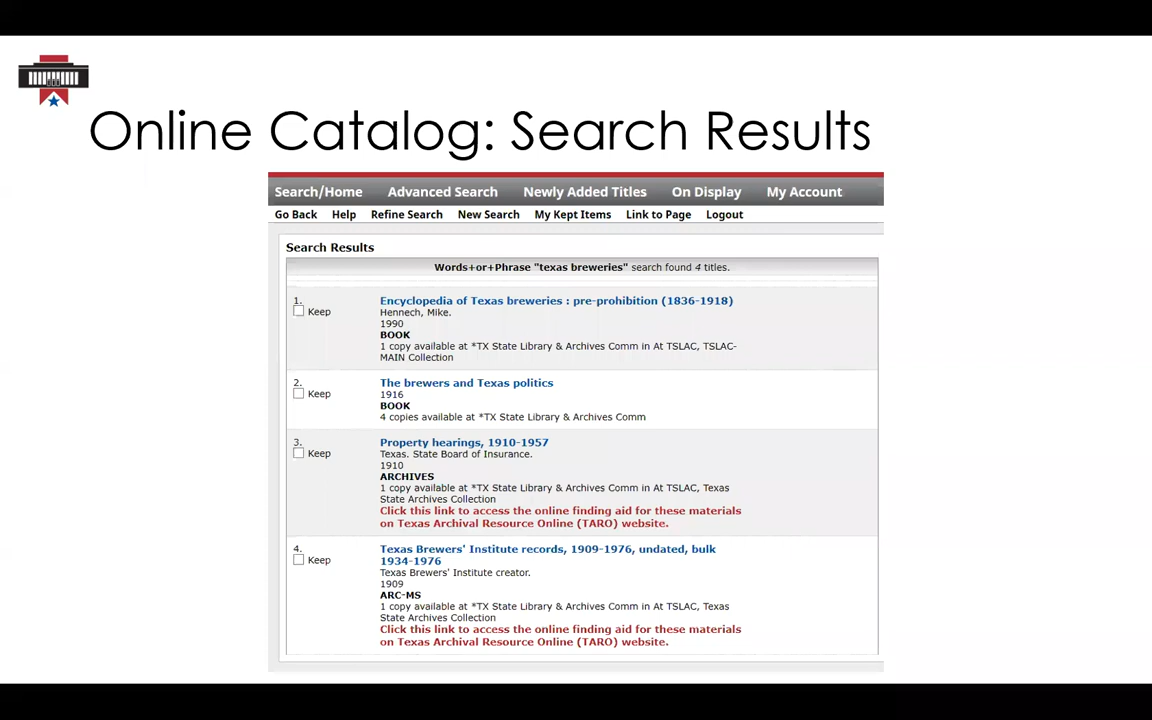 Online Catalog: Search Results
Search/Home Advanced Search Newly Added Titles On Display My Account
Go Back Help Refine Search New Search My Kept Items Link to Page Logout
Search Results
Words+or+Phrase "texas breweries" search found 4 titles.
1.
Keep
Encyclopedia of Texas breweries : pre-prohibition (1836-1918)
Hennech, Mike.
1990
BOOK
1 copy available at *TX State Library & Archives Comm in At TSLAC, TSLAC-
MAIN Collection
2.
Keep
The brewers and Texas politics
1916
BOOK
4 copies available at *TX State Library & Archives Comm
3.
Keep
Property hearings, 1910-1957
Texas. State Board of Insurance.
1910
ARCHIVES
1 copy available at *TX State Library & Archives Comm in At TSLAC, Texas
State Archives Collection
Click this link to access the online finding aid for these materials
on Texas Archival Resource Online (TARO) website.
4.
Keep
Texas Brewers' Institute records, 1909-1976, undated, bulk
1934-1976
Texas Brewers' Institute creator.
1909
ARC-MS
1 copy available at *TX State Library & Archives Comm in At TSLAC, Texas
State Archives Collection
Click this link to access the online finding aid for these materials
on Texas Archival Resource Online (TARO) website.